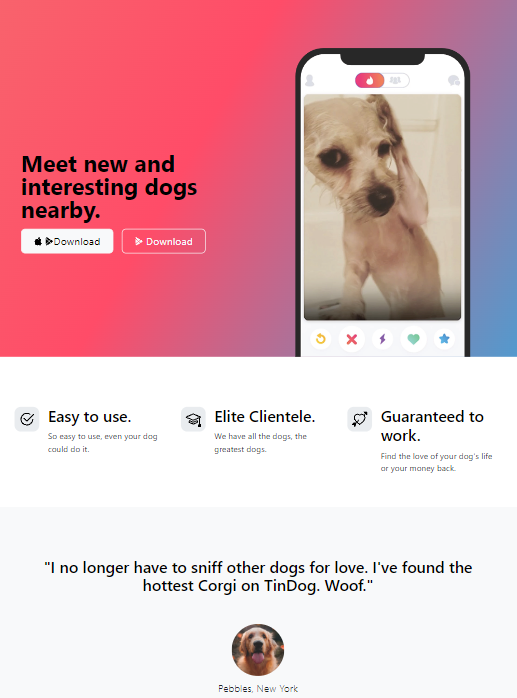 Meet new and
interesting dogs
nearby.
Download
Download
Easy to use.
So easy to use, even your dog
could do it.
Elite Clientele.
We have all the dogs, the
greatest dogs.
Guaranteed to
work.
Find the love of your dog's life
or your money back.
"I no longer have to sniff other dogs for love. I've found the
hottest Corgi on TinDog. Woof."
Pebbles, New York